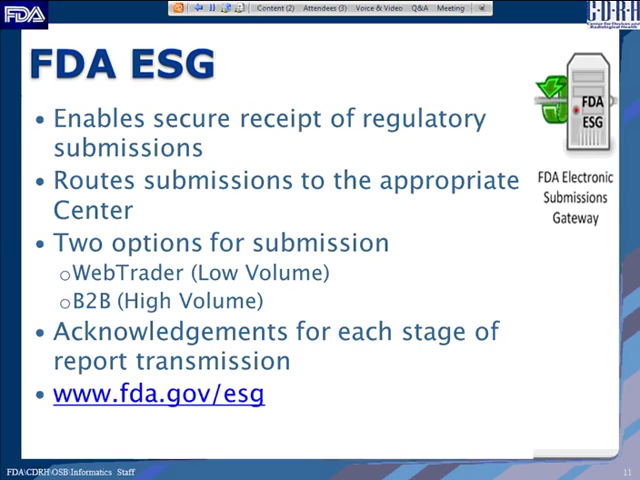 FDA
Content (2) Attendees (3) Voice & Video Q&A Meeting
CDRH
Center for Devices and Radiological Health
FDA ESG
• Enables secure receipt of regulatory
submissions
• Routes submissions to the appropriate
Center
• Two options for submission
oWebTrader (Low Volume)
oB2B (High Volume)
• Acknowledgements for each stage of
report transmission
• www.fda.gov/esg
FDA
ESG
FDA Electronic
Submissions
Gateway
FDA\CDRH\OSB\Informatics Staff
11